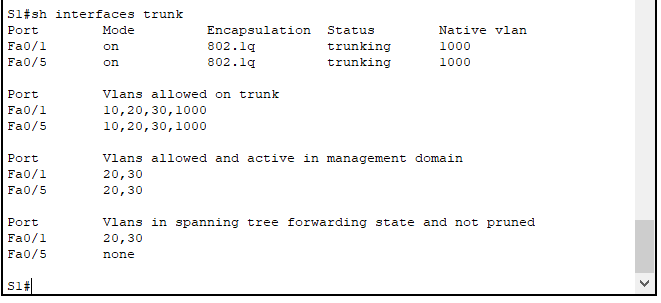 S1#sh interfaces trunk
Port        Mode         Encapsulation  Status        Native vlan
Fa0/1       on           802.1q         trunking      1000
Fa0/5       on           802.1q         trunking      1000
Port        Vlans allowed on trunk
Fa0/1       10,20,30,1000
Fa0/5       10,20,30,1000
Port        Vlans allowed and active in management domain
Fa0/1       20,30
Fa0/5       20,30
Port        Vlans in spanning tree forwarding state and not pruned
Fa0/1       20,30
Fa0/5       none
S1#